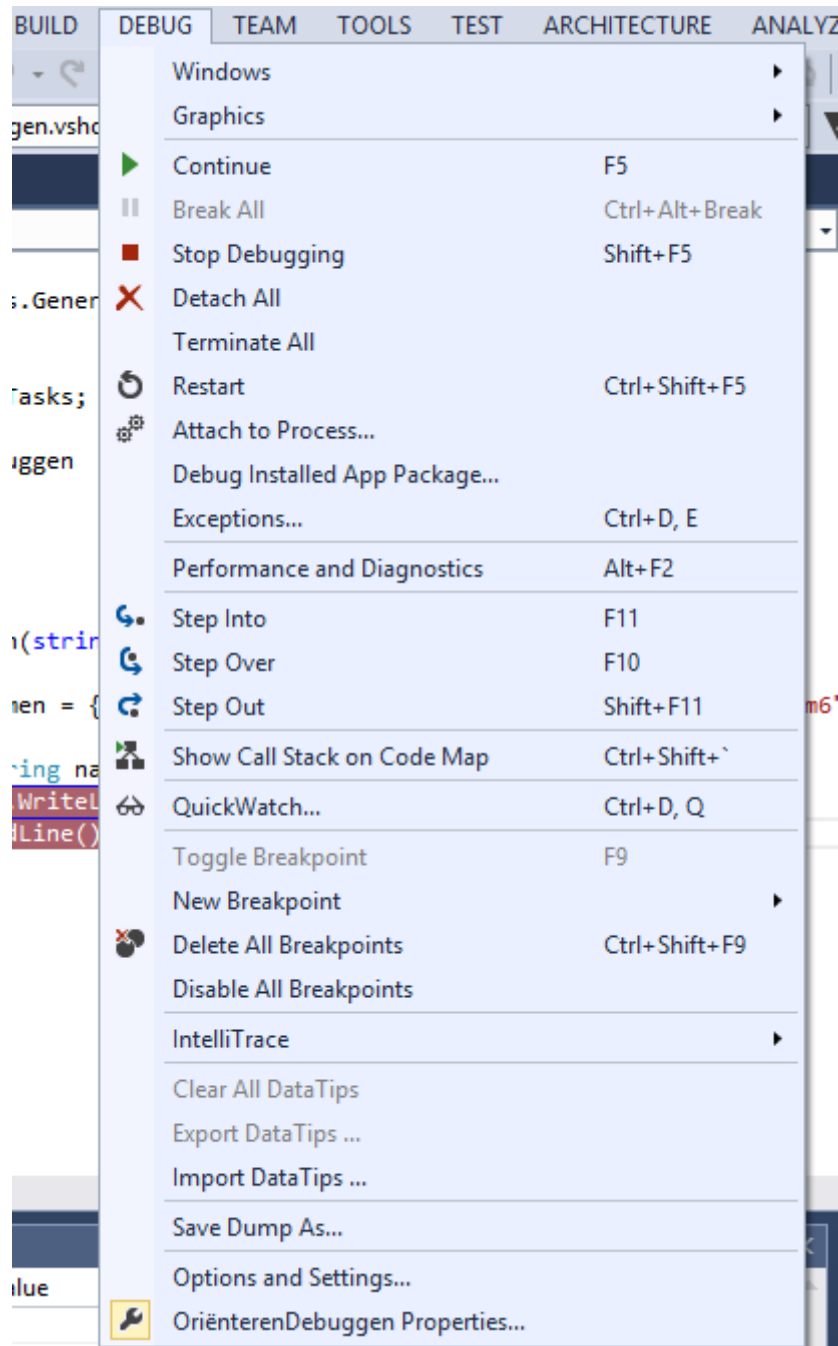 BUILD DEBUG TEAM TOOLS TEST ARCHITECTURE ANALYZ
Windows
Graphics
gen.vsho
Continue F5
Break All Ctrl+Alt+Break
Stop Debugging Shift+F5
s.Gener Detach All
Terminate All
Tasks; Restart Ctrl+Shift+F5
Attach to Process...
uggen Debug Installed App Package...
Exceptions... Ctrl+D, E
Performance and Diagnostics Alt+F2
Step Into F11
n(strin Step Over F10
men = { Step Out Shift+F11 m6"
Show Call Stack on Code Map Ctrl+Shift+`
ring na
.WriteL QuickWatch... Ctrl+D, Q
dLine()
Toggle Breakpoint F9
New Breakpoint
Delete All Breakpoints Ctrl+Shift+F9
Disable All Breakpoints
IntelliTrace
Clear All DataTips
Export DataTips ...
Import DataTips ...
Save Dump As...
alue Options and Settings...
OriënterenDebuggen Properties...